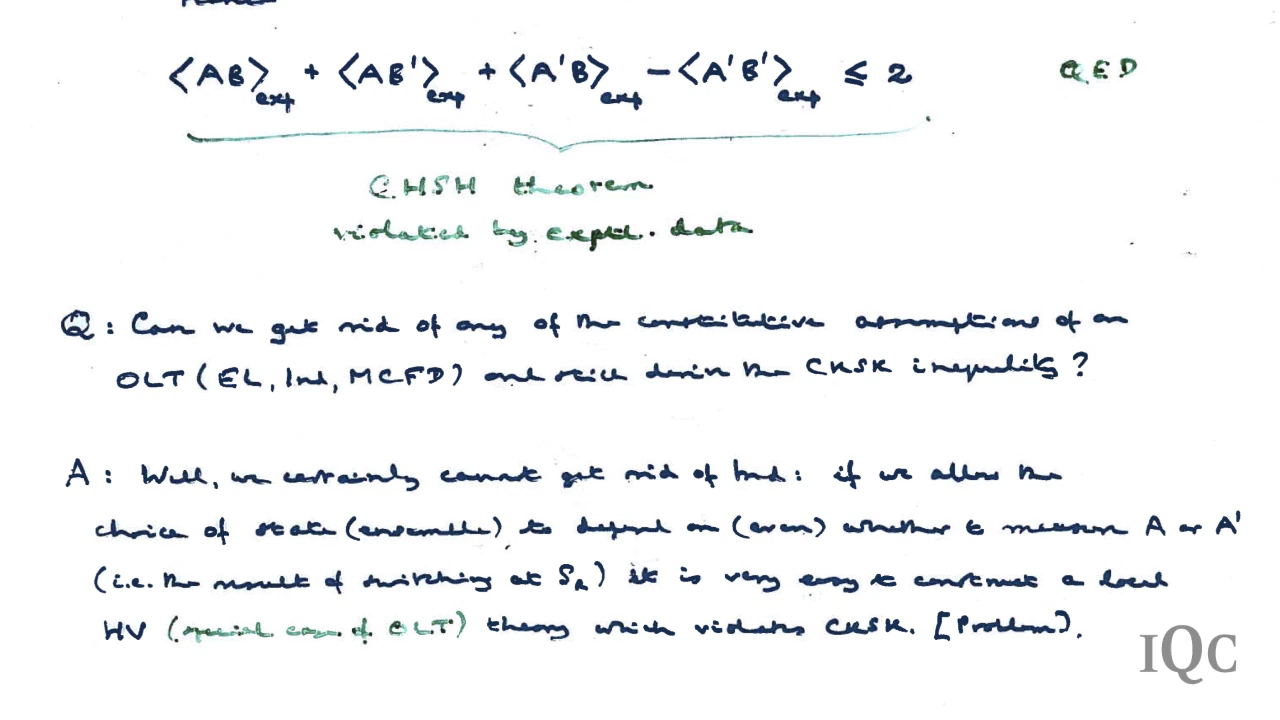 <AB>exp + <AB'>exp + <A'B>exp - <A'B'>exp ≤ 2 QED
CHSH theorem
violated by exptl. data
Q: Can we get rid of any of the constitutive assumptions of an
OLT (EL, Ind, MCFD) and still derive the CHSH inequality?
A: Well, we certainly cannot get rid of Ind: if we allow the
choice of state (ensemble) to depend on (even) whether to measure A or A'
(i.e. the result of switching at S) it is very easy to construct a local
HV (special case of OLT) theory which violates CHSH. [Problem].
IQC